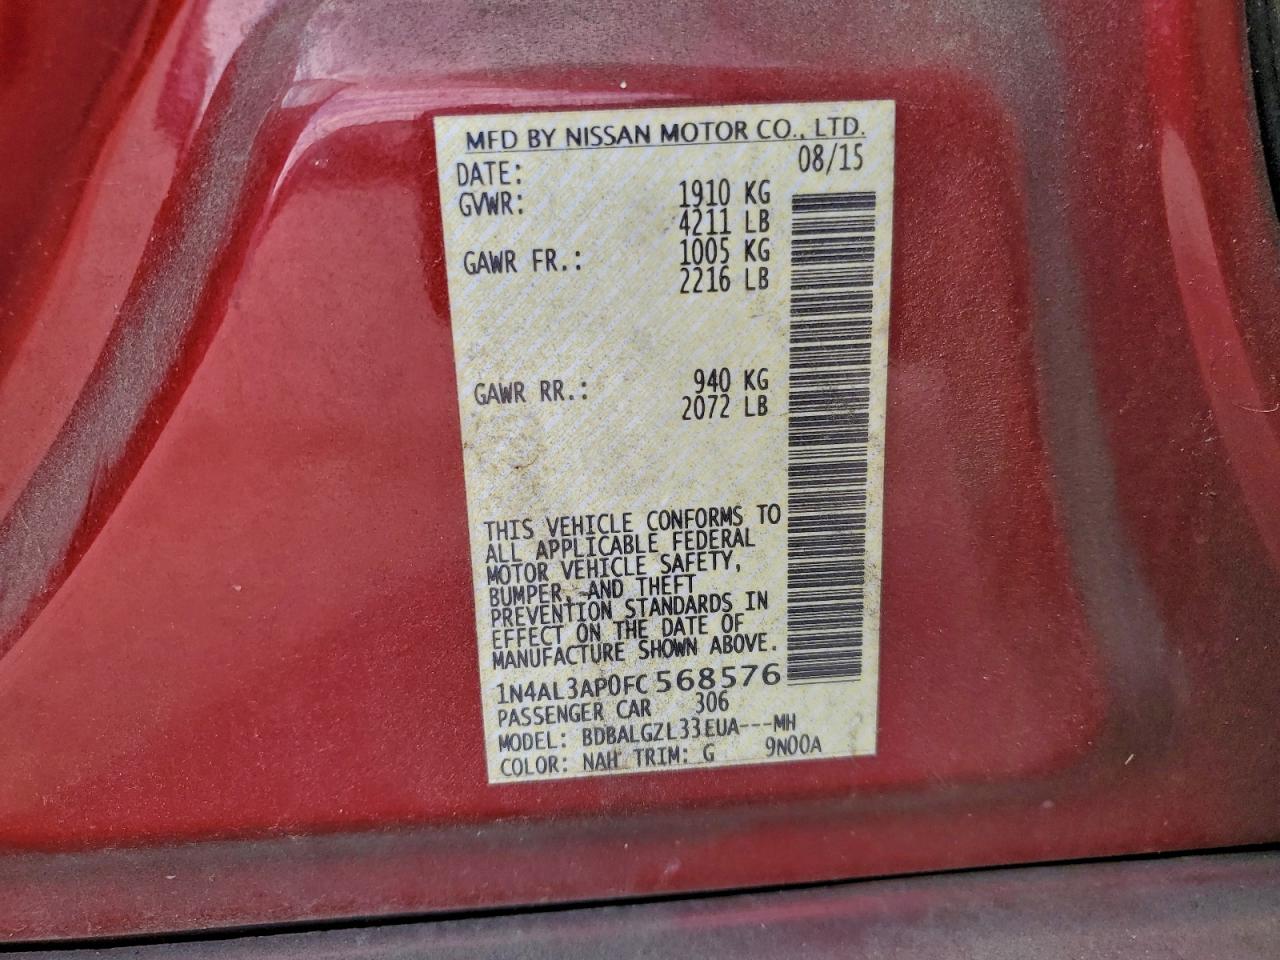 MFD BY NISSAN MOTOR CO., LTD.
DATE: 08/15
GVWR: 1910 KG
4211 LB
GAWR FR.: 1005 KG
2216 LB
GAWR RR.: 940 KG
2072 LB
THIS VEHICLE CONFORMS TO
ALL APPLICABLE FEDERAL
MOTOR VEHICLE SAFETY,
BUMPER, AND THEFT
PREVENTION STANDARDS IN
EFFECT ON THE DATE OF
MANUFACTURE SHOWN ABOVE.
1N4AL3AP0FC568576
PASSENGER CAR 306
MODEL: BDBALGZL33EUA---MH
COLOR: NAH TRIM: G 9N00A